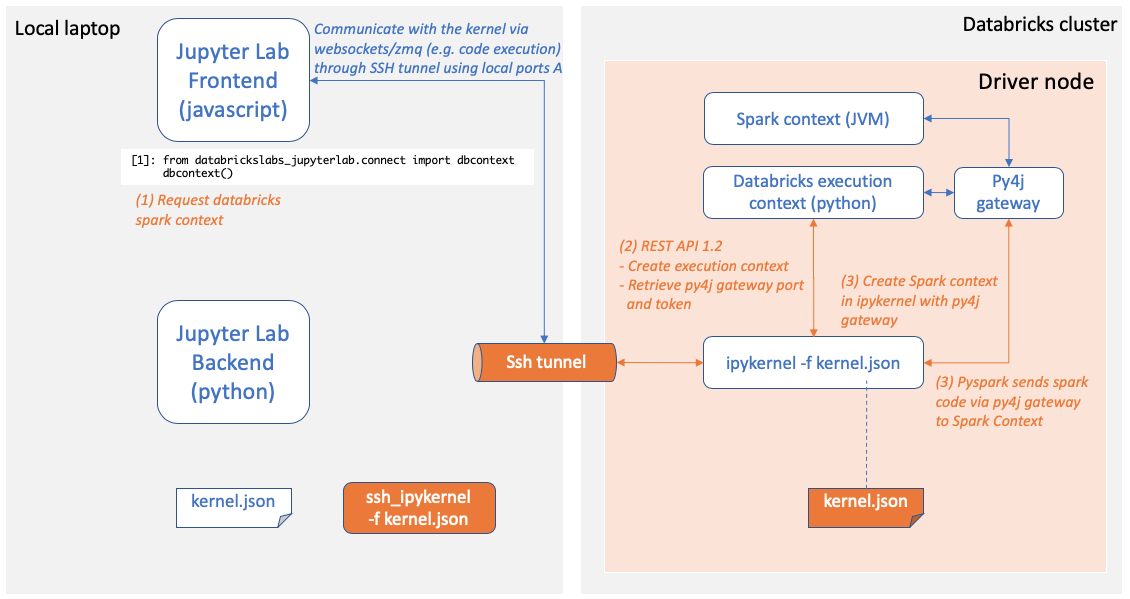 Local laptop
Jupyter Lab
Frontend
(javascript)
Communicate with the kernel via
websockets/zmq (e.g. code execution)
through SSH tunnel using local ports A
[1]: from databrickslabs_jupyterlab.connect import dbcontext
dbcontext()
(1) Request databricks
spark context
Jupyter Lab
Backend
(python)
kernel.json
ssh_ipykernel
-f kernel.json
Ssh tunnel
Databricks cluster
Driver node
Spark context (JVM)
Databricks execution
context (python)
Py4j
gateway
(2) REST API 1.2
- Create execution context
- Retrieve py4j gateway port
and token
(3) Create Spark context
in ipykernel with py4j
gateway
ipykernel -f kernel.json
(3) Pyspark sends spark
code via py4j gateway
to Spark Context
kernel.json